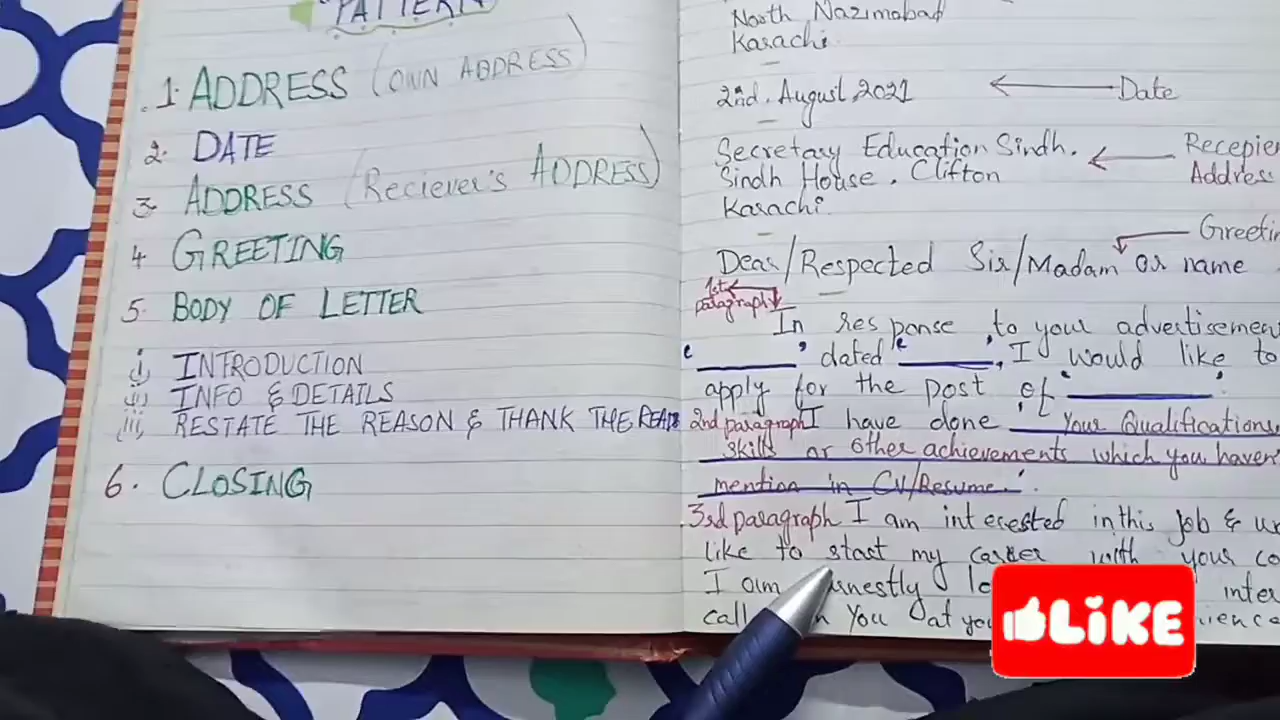 PATTERN
1. ADDRESS (OWN ADDRESS)
2. DATE
3. ADDRESS (Reciever's ADDRESS)
4 GREETING
5. BODY OF LETTER
i) INTRODUCTION
ii) INFO & DETAILS
iii) RESTATE THE REASON & THANK THE READ
6. CLOSING
North Nazimabad
Karachi.
2nd. August 2021 Date
Secretary Education Sindh. Recepien
Sindh House. Clifton Address
Karachi.
Greetin
Dear/Respected Sir/Madam or name
1st
paragraph
In response to your advertisemen
' ' dated ' ', I would like to
apply for the post of ' '
2nd paragraph I have done Your Qualifications,
skills or other achievements which you haven'
mention in CV/Resume.'
3rd paragraph I am interested in this job &
like to start my career with your co
I am
call You at you
LIKE